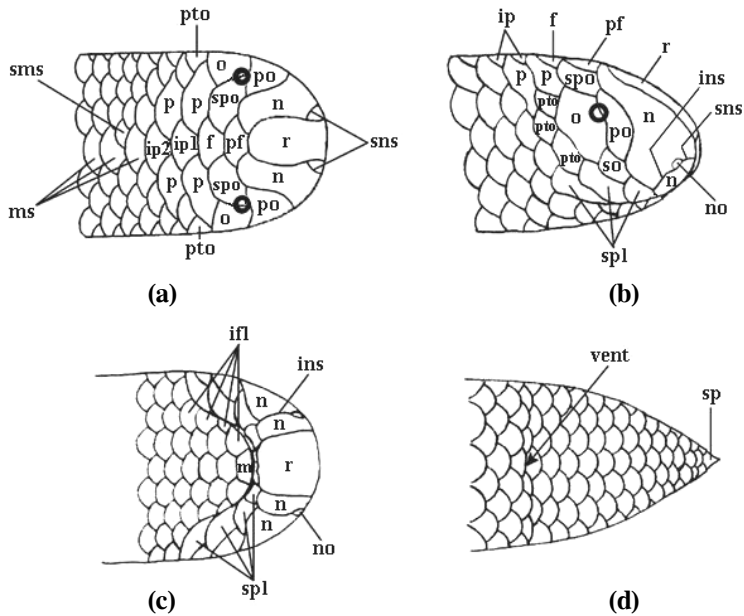 pto
o
po
sms
p
p
spo
n
ip2
ip1
f
pf
r
sns
p
p
spo
n
ms
o
po
pto
(a)
ip
f
pf
r
p
p
spo
ins
pto
sns
o
n
pto
po
pto
so
n
no
spl
(b)
ifl
ins
n
n
m
r
n
n
no
spl
(c)
vent
sp
(d)